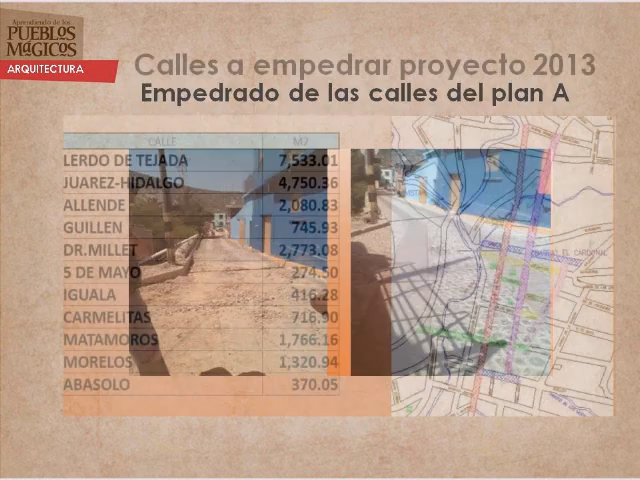 Aprendiendo de los
PUEBLOS
MáGICOS
ARQUITECTURA
Calles a empedrar proyecto 2013
Empedrado de las calles del plan A
CALLE M2
LERDO DE TEJADA 7,533.01
JUAREZ-HIDALGO 4,750.36
ALLENDE 2,080.83
GUILLEN 745.93
DR.MILLET 2,773.08
5 DE MAYO 274.50
IGUALA 416.28
CARMELITAS 716.90
MATAMOROS 1,766.16
MORELOS 1,320.94
ABASOLO 370.05
EL CARDONAL